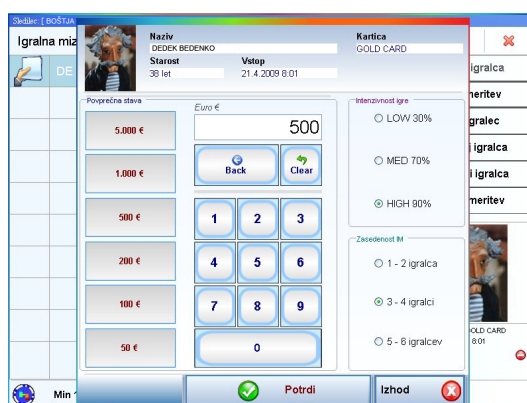 Sledilec: [ BOŠTJA
Igralna miz
DE
Naziv
DEDEK BEDENKO
Kartica
GOLD CARD
Starost
38 let
Vstop
21.4.2009 8:01
Povprečna stava
5.000 €
1.000 €
500 €
200 €
100 €
50 €
Euro €
500
Back
Clear
1 2 3
4 5 6
7 8 9
0
Intenzivnost igre
LOW 30%
MED 70%
HIGH 90%
Zasedenost IM
1 - 2 igralca
3 - 4 igralci
5 - 6 igralcev
Potrdi
Izhod
igralca
meritev
gralec
i igralca
i igralca
meritev
OLD CARD
8:01
Min